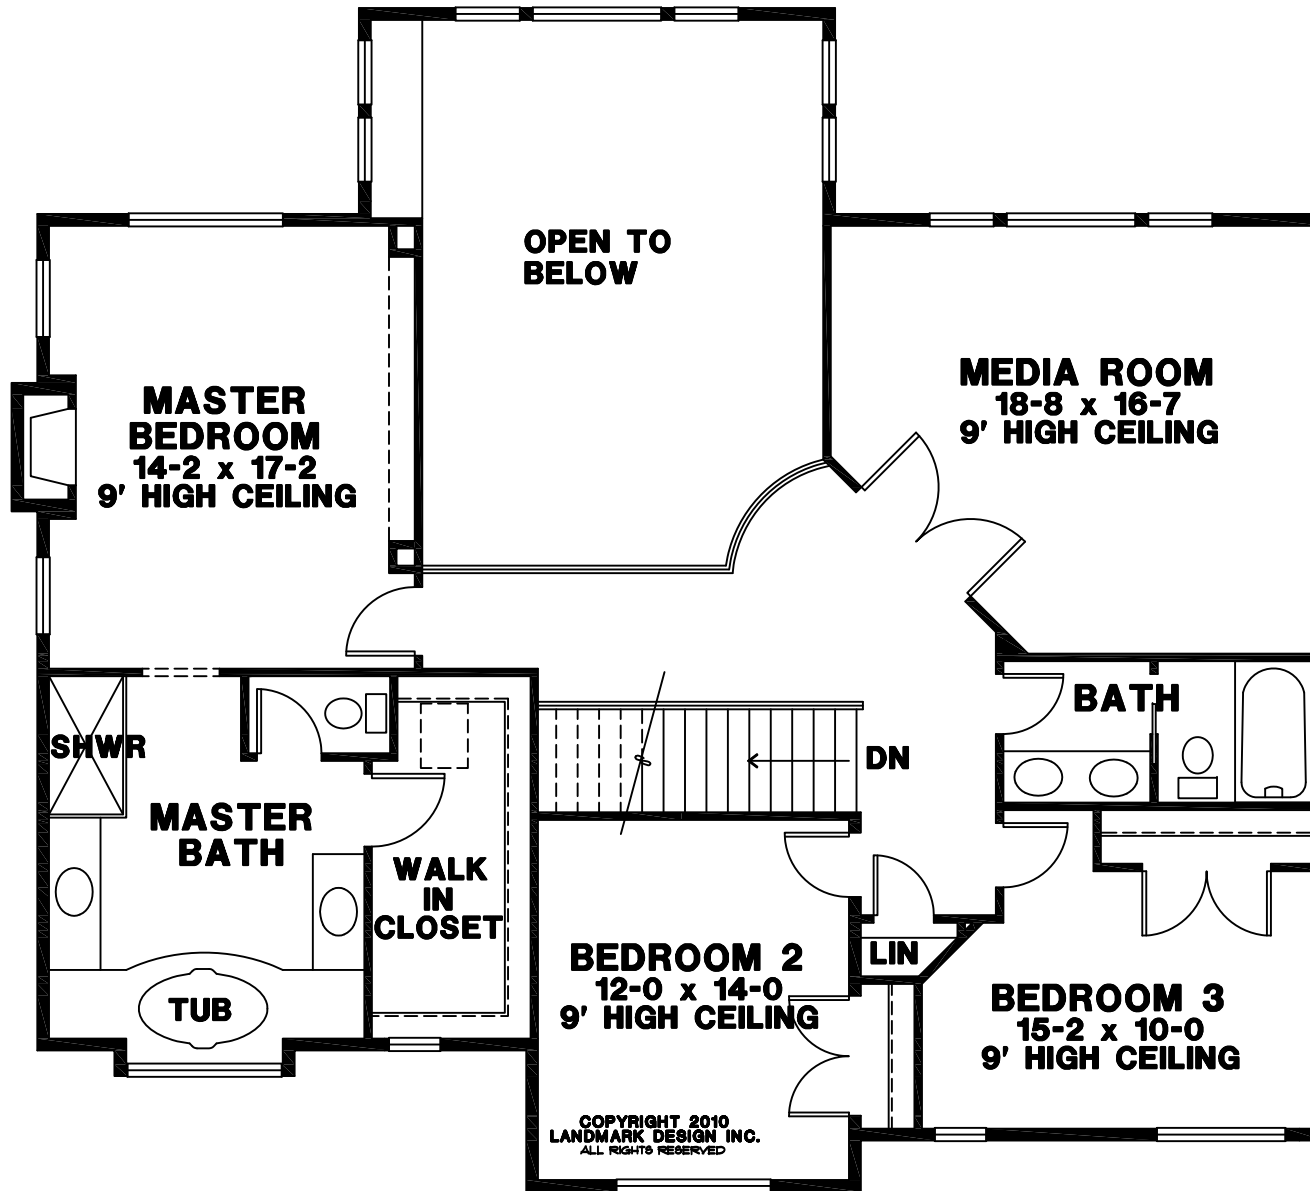 OPEN TO
BELOW
MEDIA ROOM
18-8 x 16-7
9' HIGH CEILING
MASTER
BEDROOM
14-2 x 17-2
9' HIGH CEILING
BATH
SHWR
DN
MASTER
BATH
WALK
IN
CLOSET
LIN
BEDROOM 2
12-0 x 14-0
9' HIGH CEILING
BEDROOM 3
15-2 x 10-0
9' HIGH CEILING
TUB
COPYRIGHT 2010
LANDMARK DESIGN INC.
ALL RIGHTS RESERVED